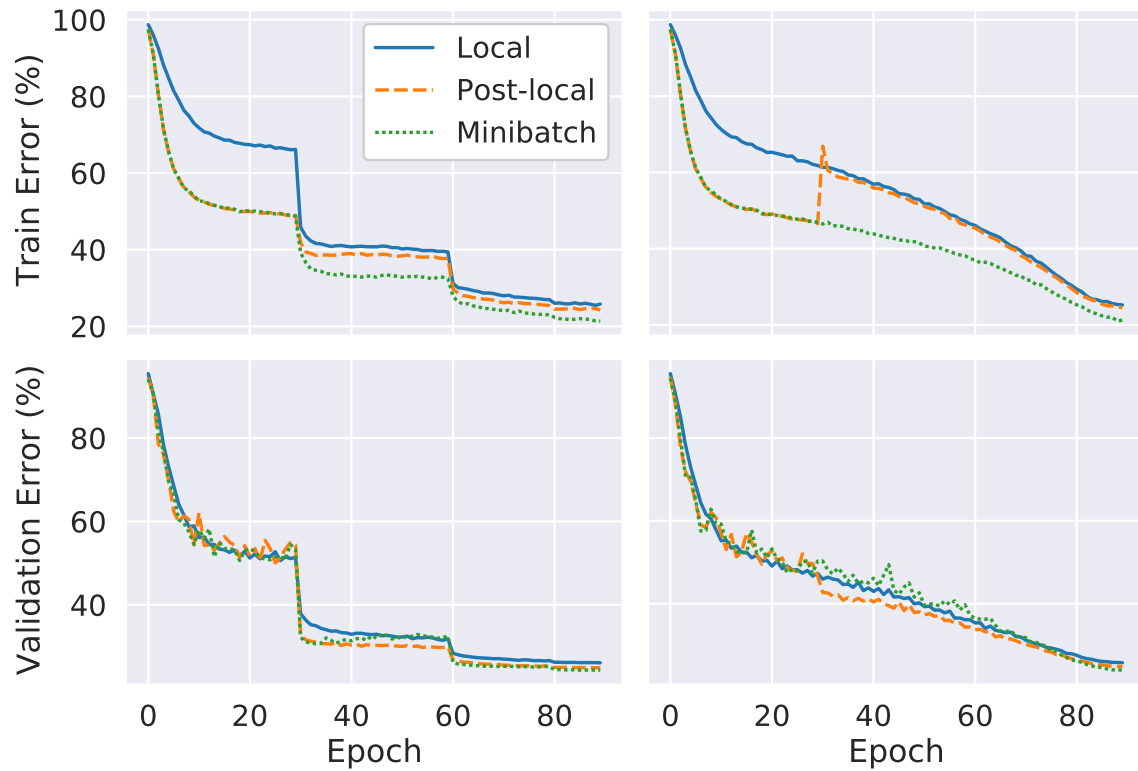 Train Error (%)
100
80
60
40
20
Local
Post-local
Minibatch
Validation Error (%)
80
60
40
0 20 40 60 80
Epoch
0 20 40 60 80
Epoch